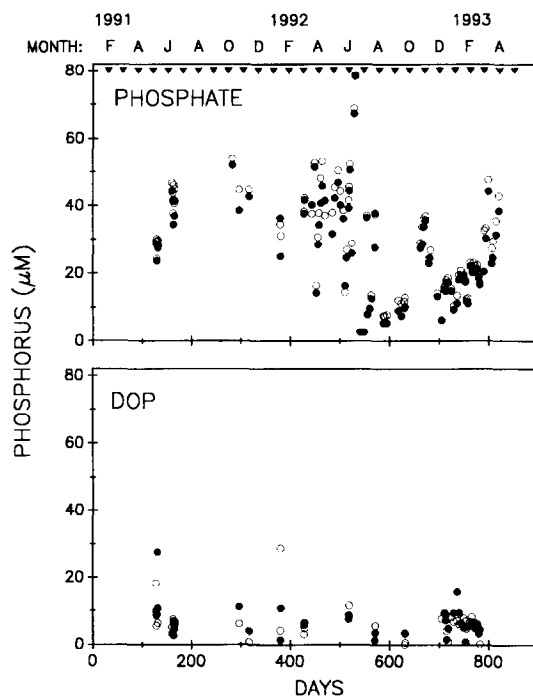 1991 1992 1993
MONTH: F A J A O D F A J A O D F A
80
PHOSPHATE
60
40
20
0
PHOSPHORUS (μM)
80
DOP
60
40
20
0
0 200 400 600 800
DAYS